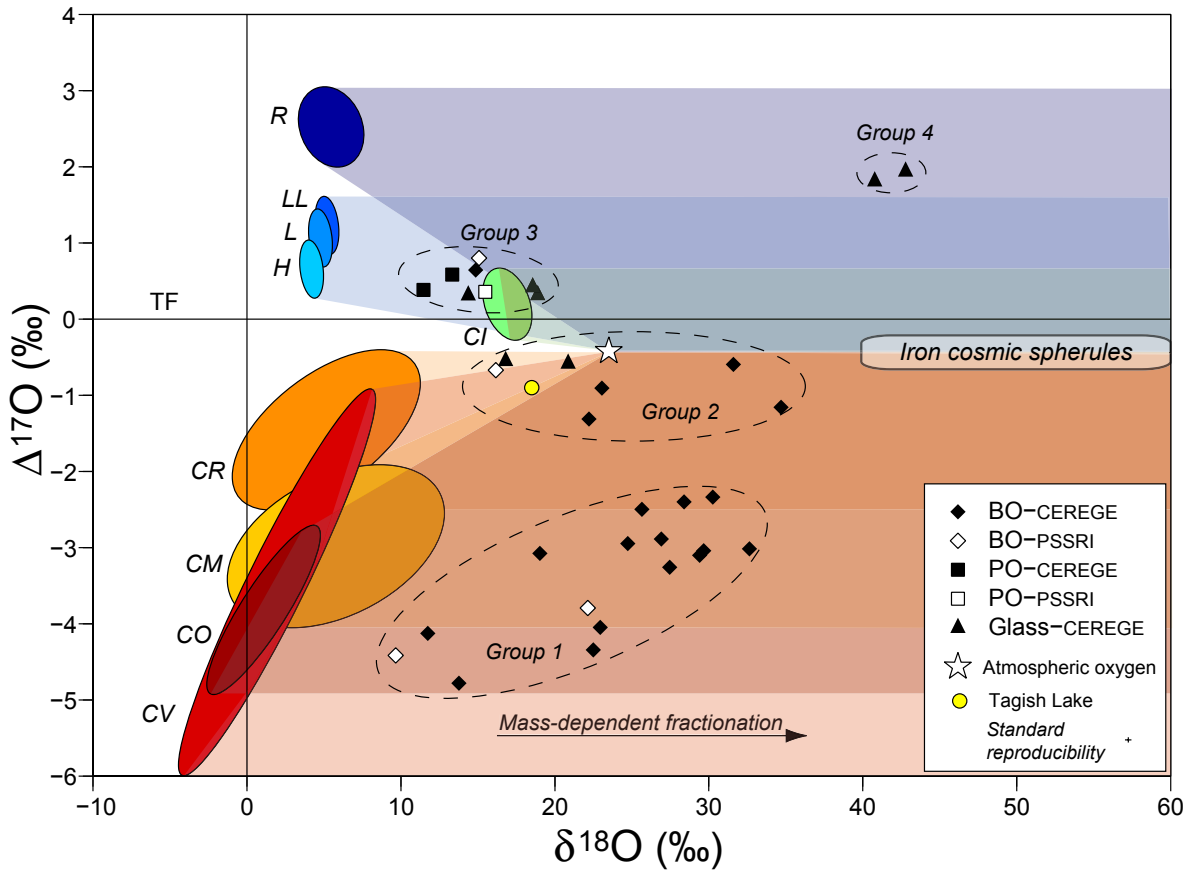 4
3
2
1
0
−1
−2
−3
−4
−5
−6
Δ17O (‰)
R
LL
L
H
TF
CR
CM
CO
CV
CI
Group 4
Group 3
Iron cosmic spherules
Group 2
Group 1
Mass-dependent fractionation
BO−CEREGE
BO−PSSRI
PO−CEREGE
PO−PSSRI
Glass−CEREGE
Atmospheric oxygen
Tagish Lake
Standard
reproducibility
−10 0 10 20 30 40 50 60
δ18O (‰)